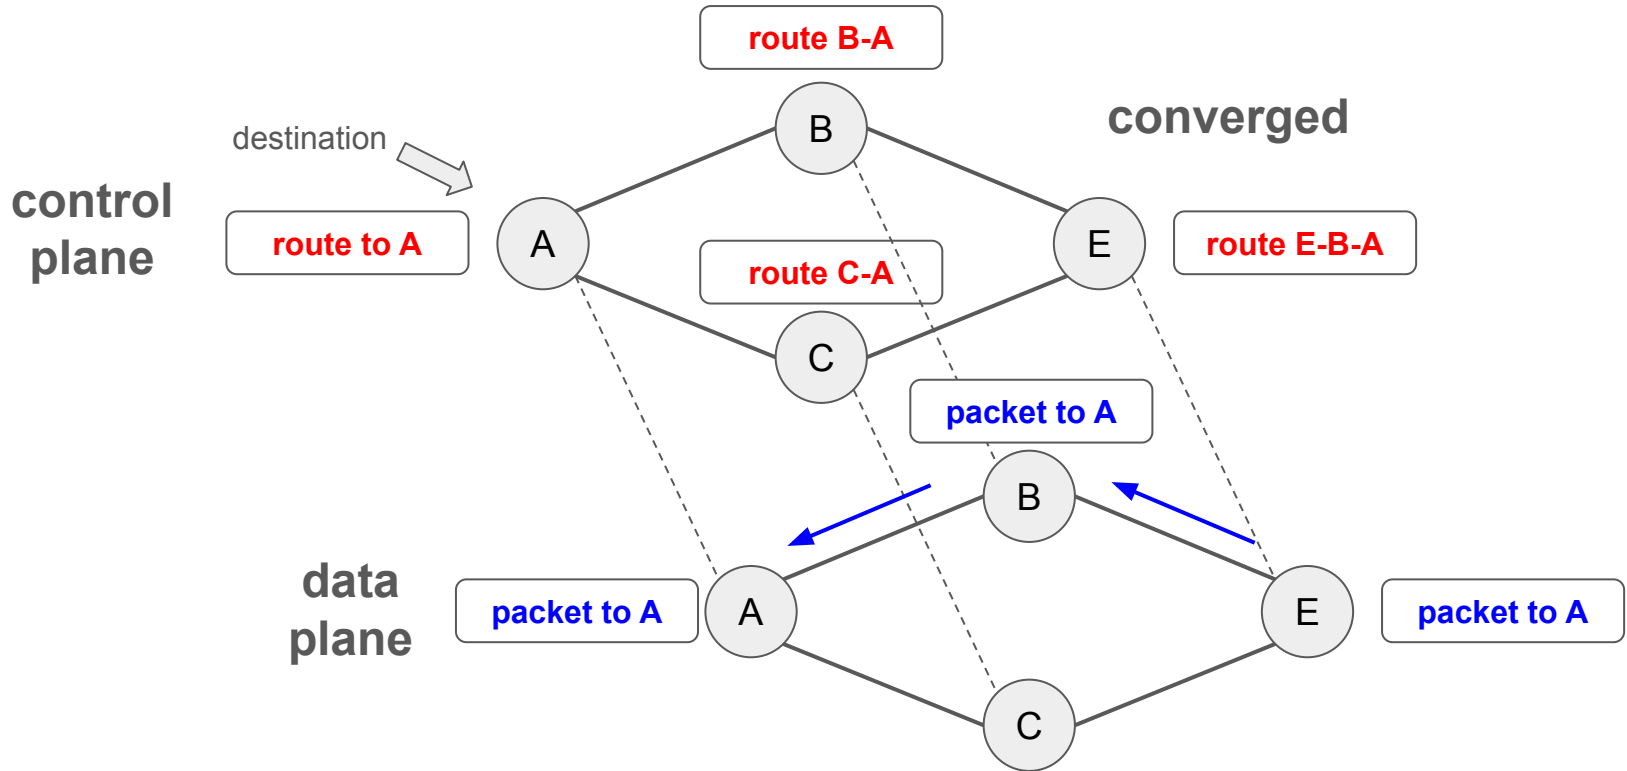 route B-A
B
converged
destination
control
plane
route to A
A
route C-A
E
route E-B-A
C
packet to A
B
data
plane
packet to A
A
E
packet to A
C